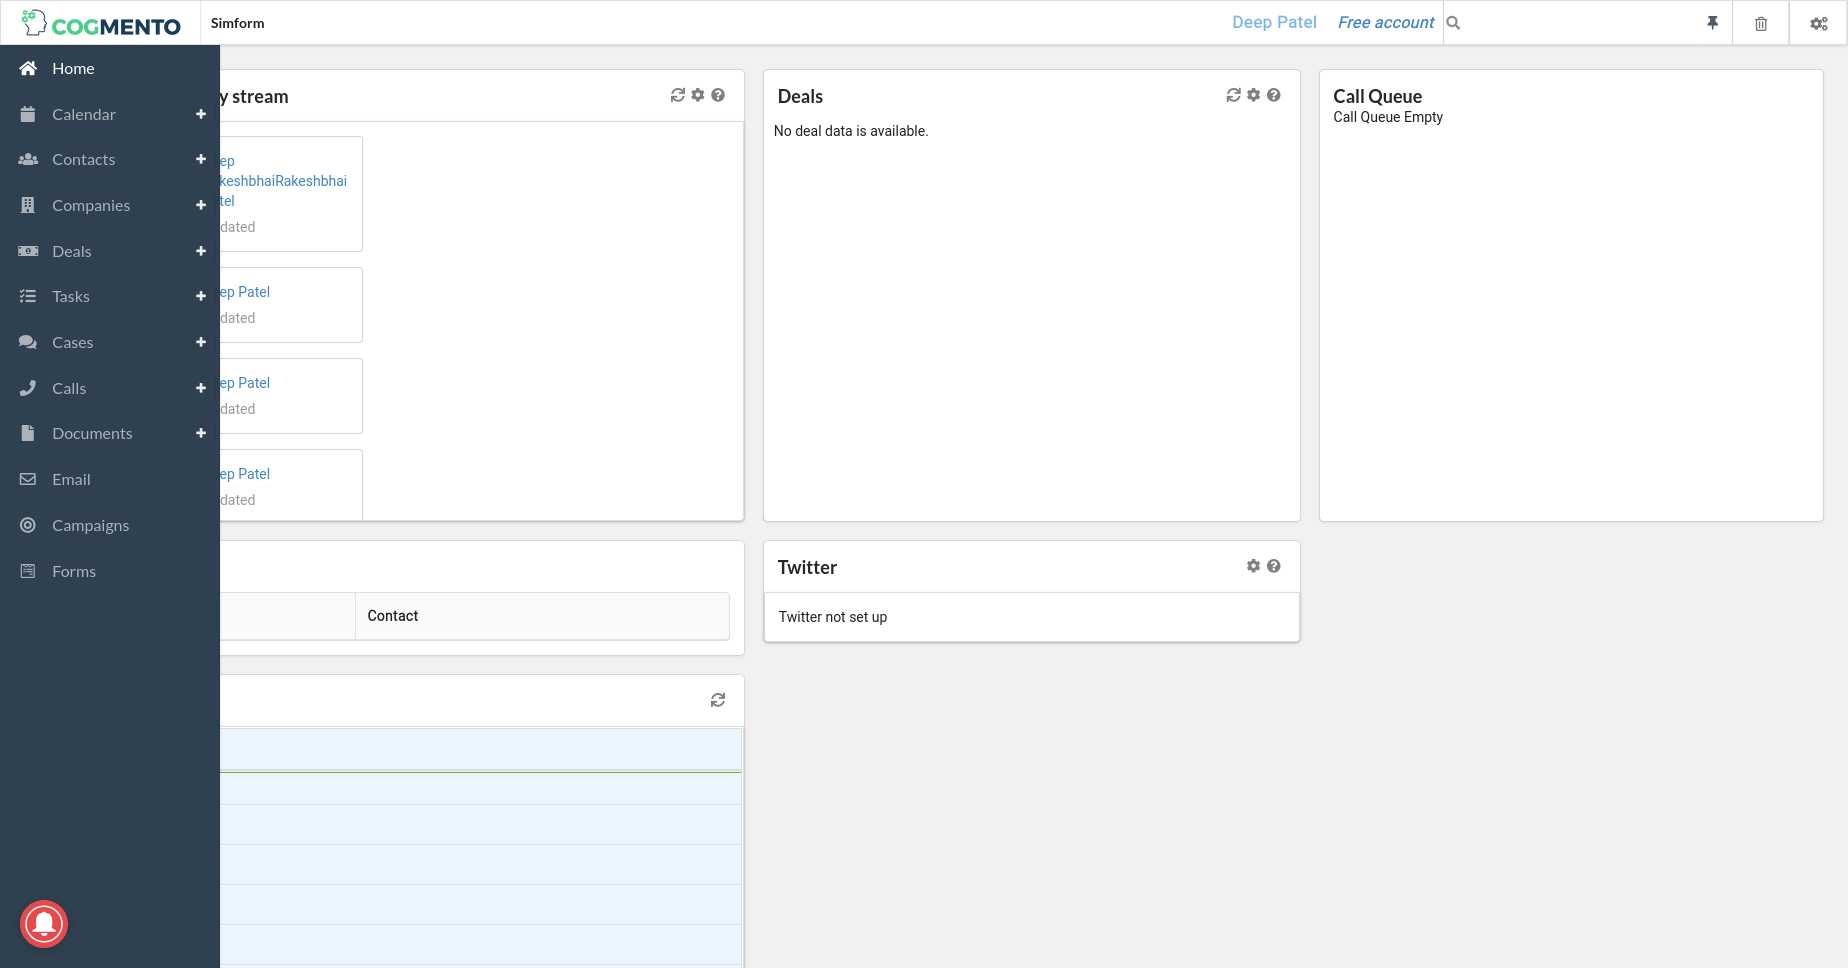 COGMENTO
Simform
Deep Patel
Free account
Home
Calendar
Contacts
Companies
Deals
Tasks
Cases
Calls
Documents
Email
Campaigns
Forms
y stream
ep
keshbhaiRakeshbhai
tel
dated
ep Patel
dated
ep Patel
dated
ep Patel
dated
Contact
Deals
No deal data is available.
Call Queue
Call Queue Empty
Twitter
Twitter not set up